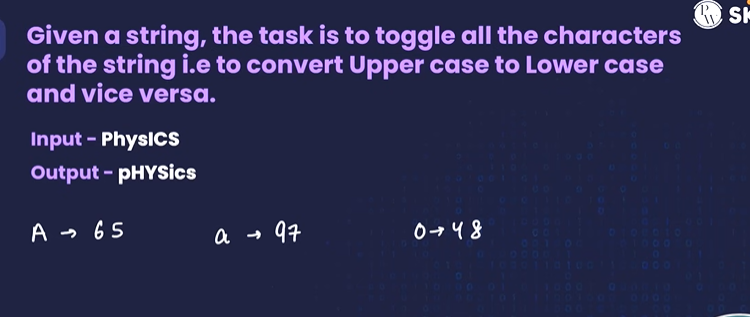 PW SK
Given a string, the task is to toggle all the characters
of the string i.e to convert Upper case to Lower case
and vice versa.
Input - PhysICS
Output - pHYSics
A → 65 a → 97 0 → 48